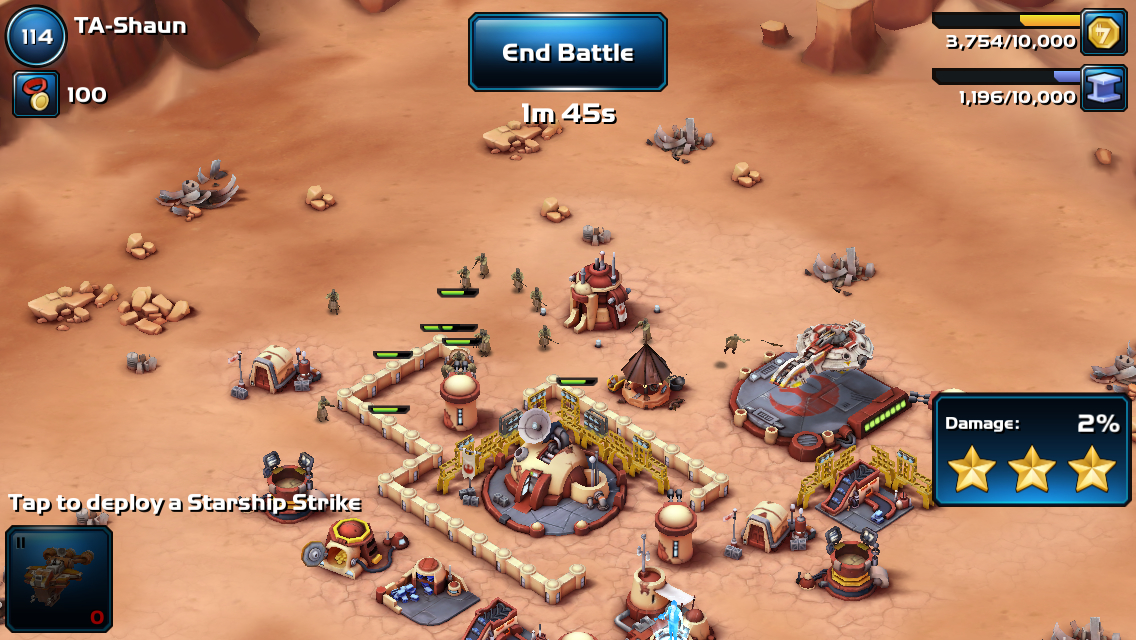 114
TA-Shaun
100
End Battle
1m 45s
3,754/10,000
1,196/10,000
Damage: 2%
Tap to deploy a Starship Strike
II
0